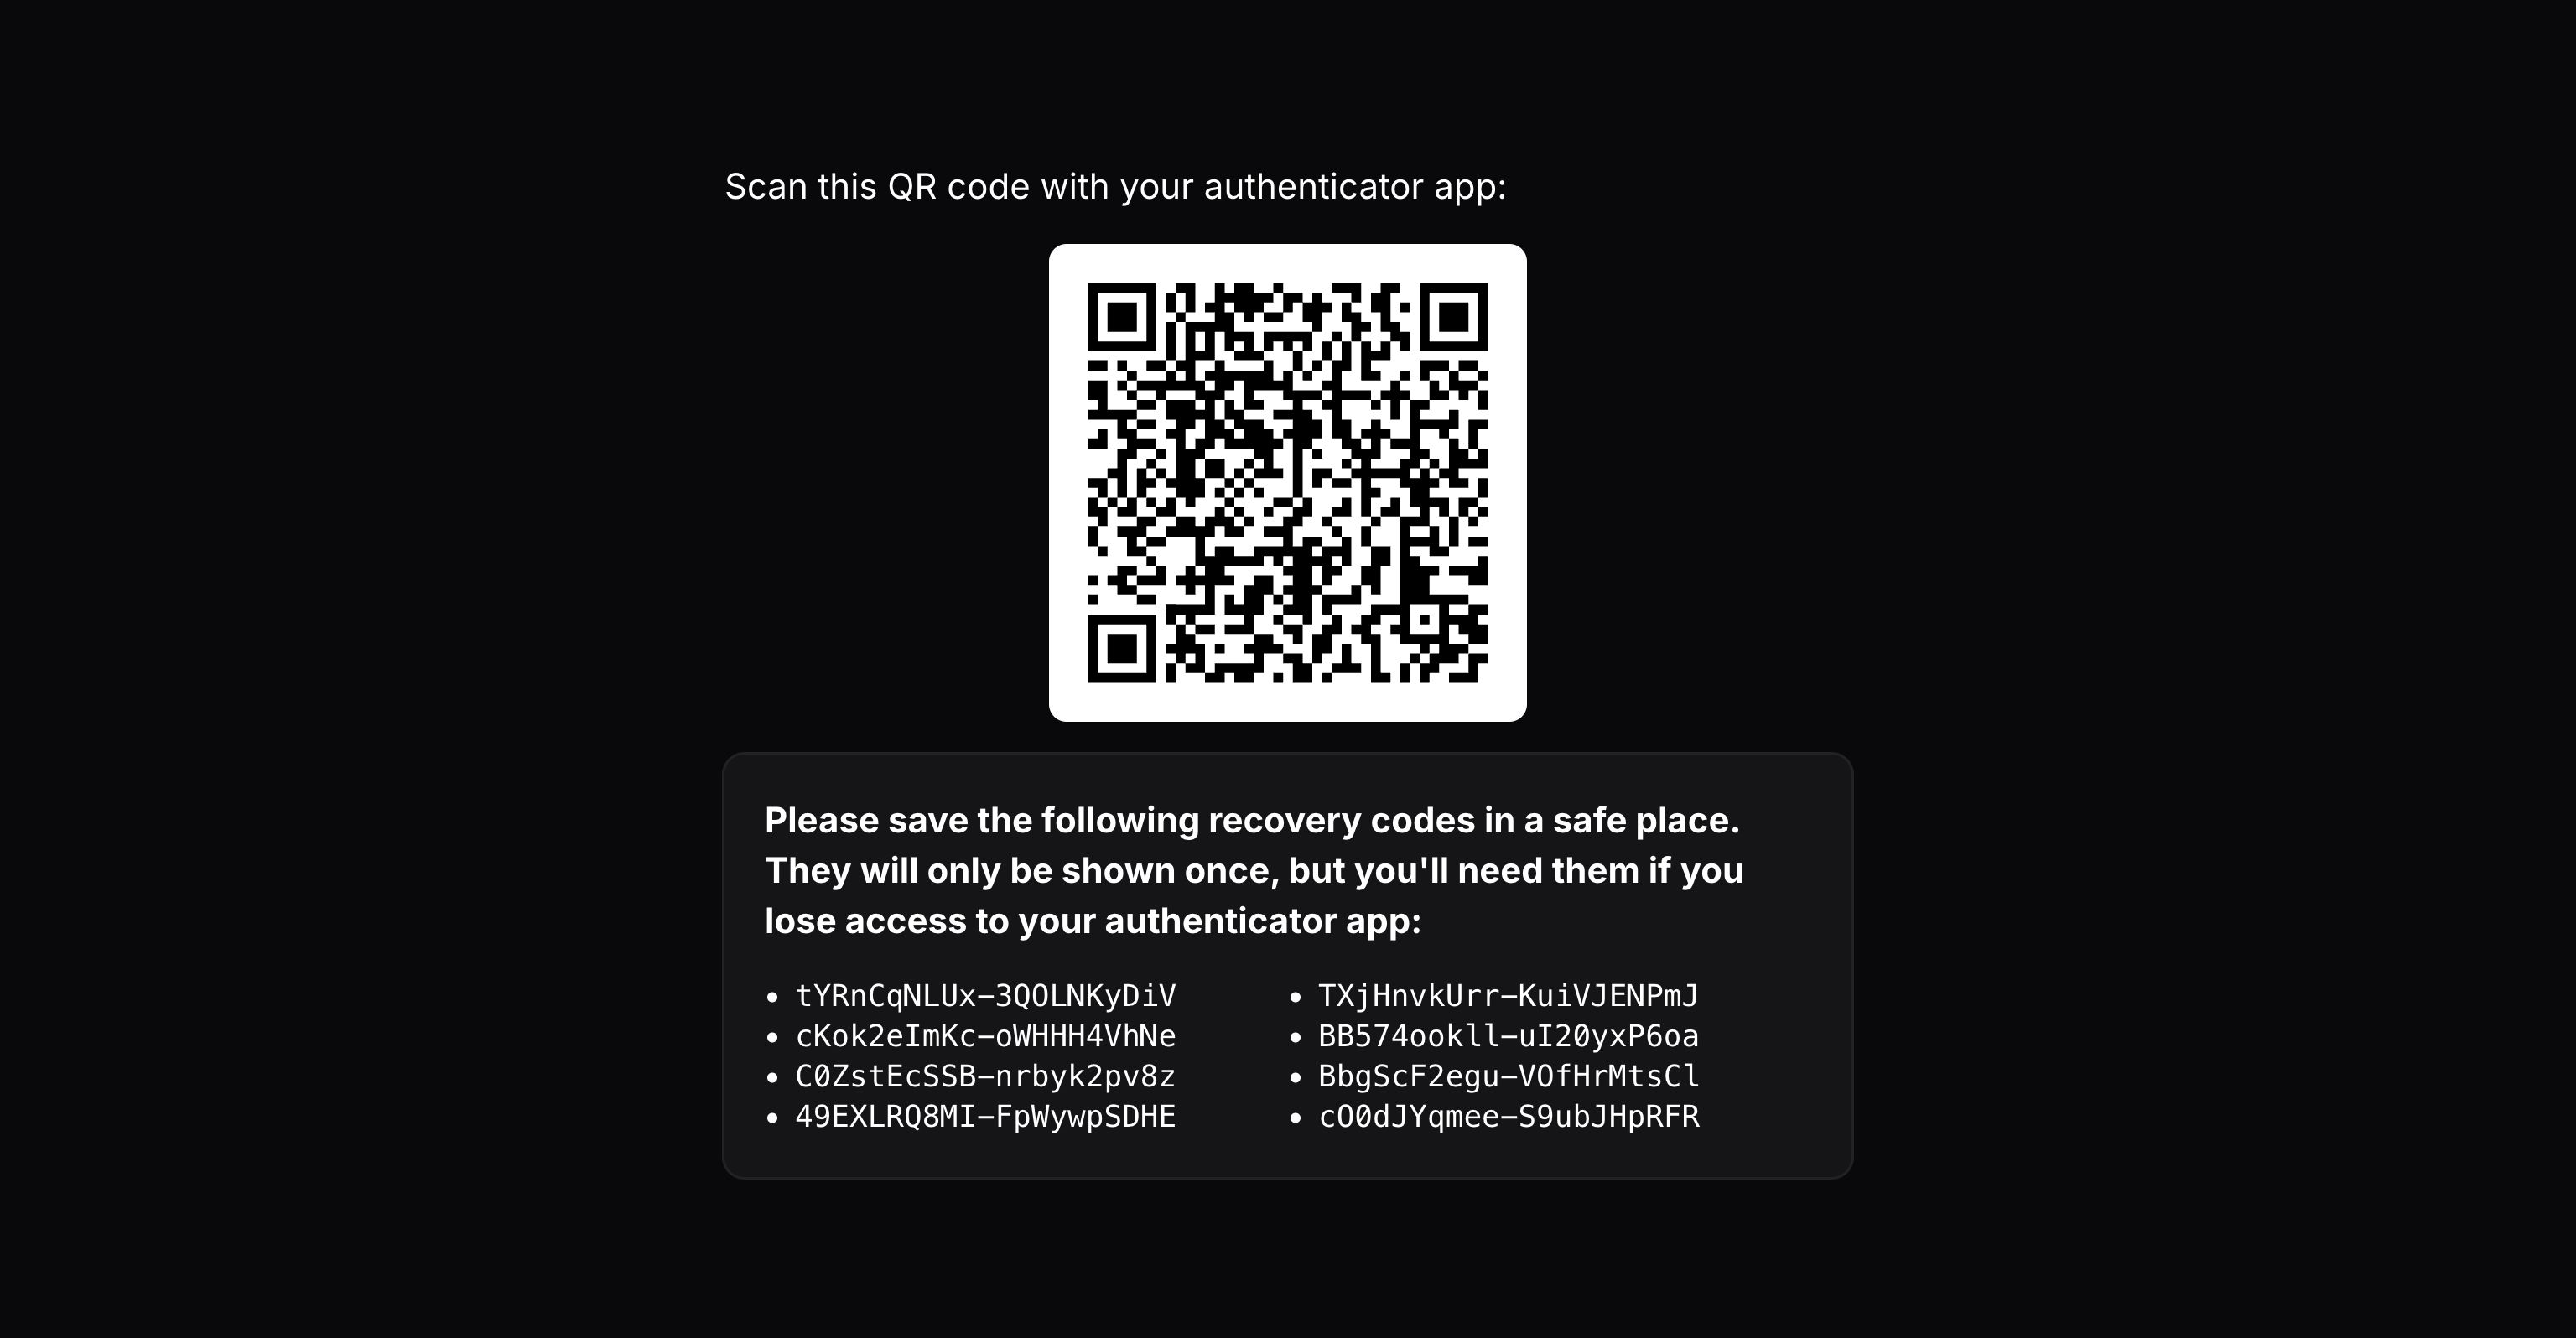 Scan this QR code with your authenticator app:
Please save the following recovery codes in a safe place.
They will only be shown once, but you'll need them if you
lose access to your authenticator app:
tYRnCqNLUx-3QOLNKyDiV
cKok2eImKc-oWHHH4VhNe
C0ZstEcSSB-nrbyk2pv8z
49EXLRQ8MI-FpWywpSDHE
TXjHnvkUrr-KuiVJENPmJ
BB574ookll-uI20yxP6oa
BbgScF2egu-VOfHrMtsCl
cO0dJYqmee-S9ubJHpRFR